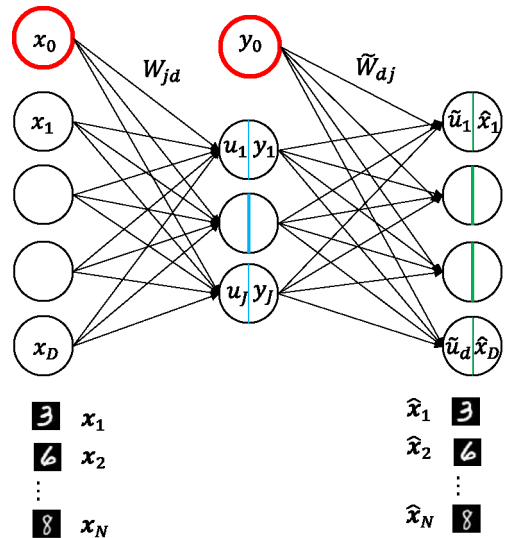 x₀ y₀
W_jd W̃_dj
x₁ ũ₁ x̂₁
u₁ y₁
u_J y_J
x_D ũ_d x̂_D
3 x₁ x̂₁ 3
6 x₂ x̂₂ 6
⋮ ⋮
8 x_N x̂_N 8